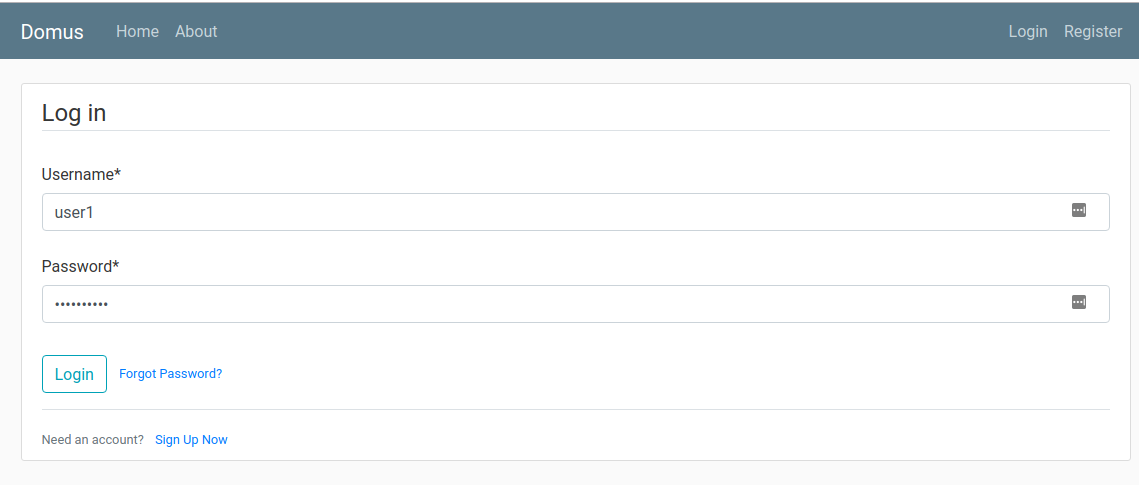 Domus Home About Login Register
Log in
Username*
user1
Password*
••••••••••
Login Forgot Password?
Need an account? Sign Up Now